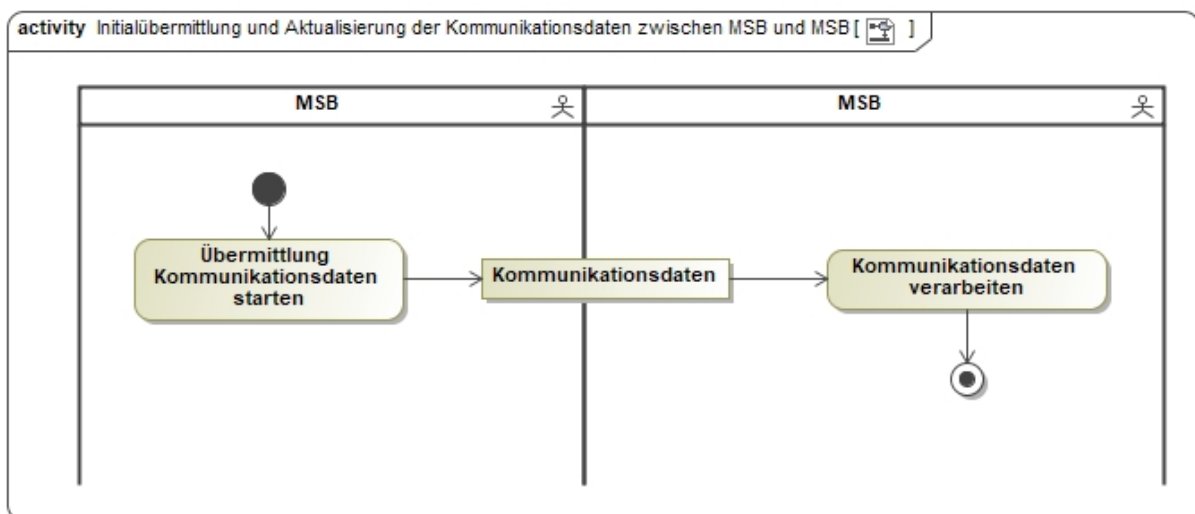 activity Initialübermittlung und Aktualisierung der Kommunikationsdaten zwischen MSB und MSB [ ]
MSB
MSB
Übermittlung
Kommunikationsdaten
starten
Kommunikationsdaten
Kommunikationsdaten
verarbeiten